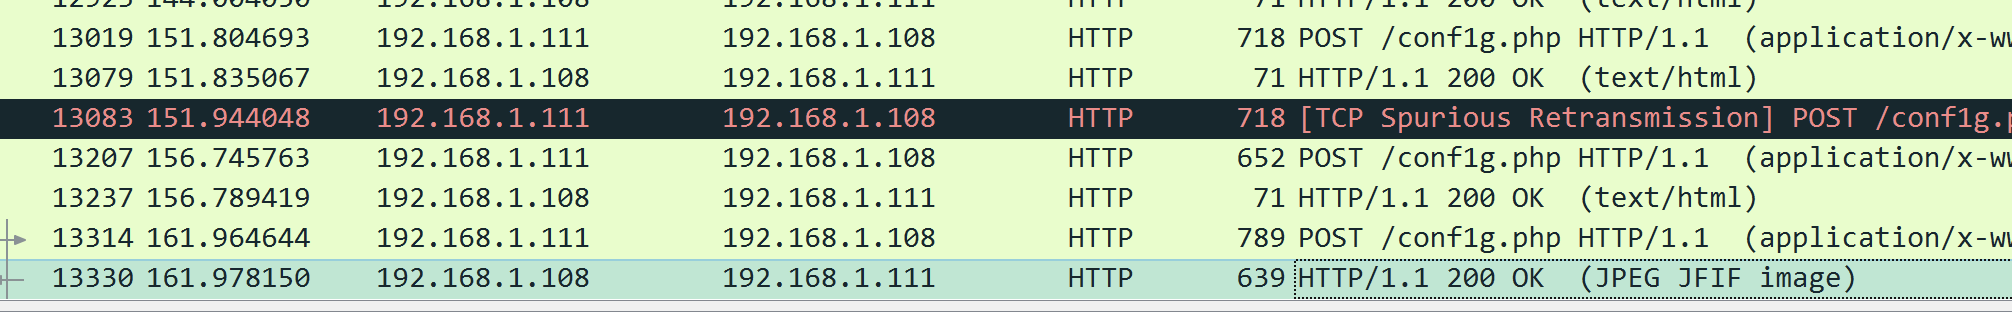 12925 144.004050 192.168.1.108 192.168.1.111 HTTP 71 HTTP/1.1 200 OK (text/html)
13019 151.804693 192.168.1.111 192.168.1.108 HTTP 718 POST /conf1g.php HTTP/1.1 (application/x-ww
13079 151.835067 192.168.1.108 192.168.1.111 HTTP 71 HTTP/1.1 200 OK (text/html)
13083 151.944048 192.168.1.111 192.168.1.108 HTTP 718 [TCP Spurious Retransmission] POST /conf1g.p
13207 156.745763 192.168.1.111 192.168.1.108 HTTP 652 POST /conf1g.php HTTP/1.1 (application/x-ww
13237 156.789419 192.168.1.108 192.168.1.111 HTTP 71 HTTP/1.1 200 OK (text/html)
13314 161.964644 192.168.1.111 192.168.1.108 HTTP 789 POST /conf1g.php HTTP/1.1 (application/x-ww
13330 161.978150 192.168.1.108 192.168.1.111 HTTP 639 HTTP/1.1 200 OK (JPEG JFIF image)